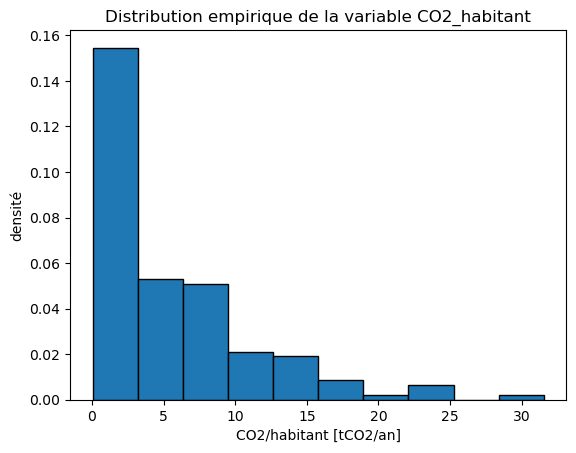 Distribution empirique de la variable CO2_habitant
0.16
0.14
0.12
0.10
0.08
0.06
0.04
0.02
0.00
densité
0 5 10 15 20 25 30
CO2/habitant [tCO2/an]